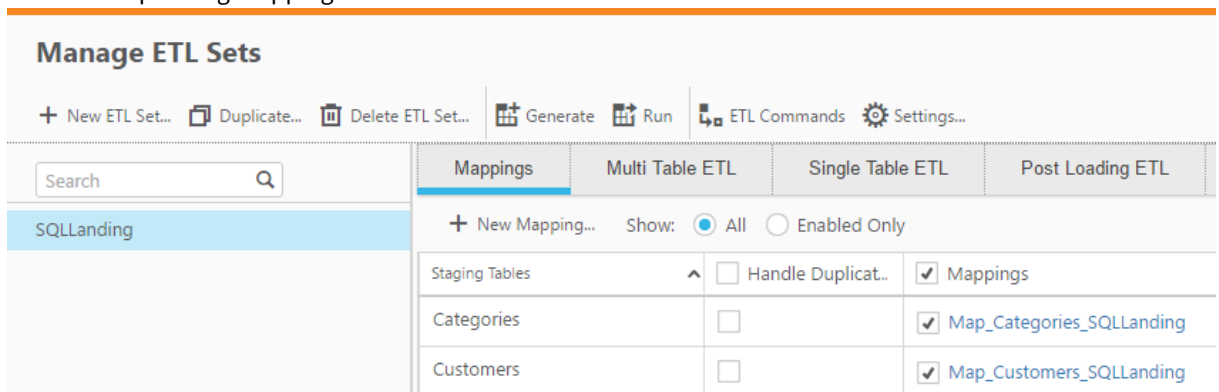 Manage ETL Sets
+ New ETL Set... Duplicate... Delete ETL Set... Generate Run ETL Commands Settings...
Search
Mappings Multi Table ETL Single Table ETL Post Loading ETL
SQLLanding
+ New Mapping... Show: All Enabled Only
Staging Tables Handle Duplicat... Mappings
Categories Map_Categories_SQLLanding
Customers Map_Customers_SQLLanding